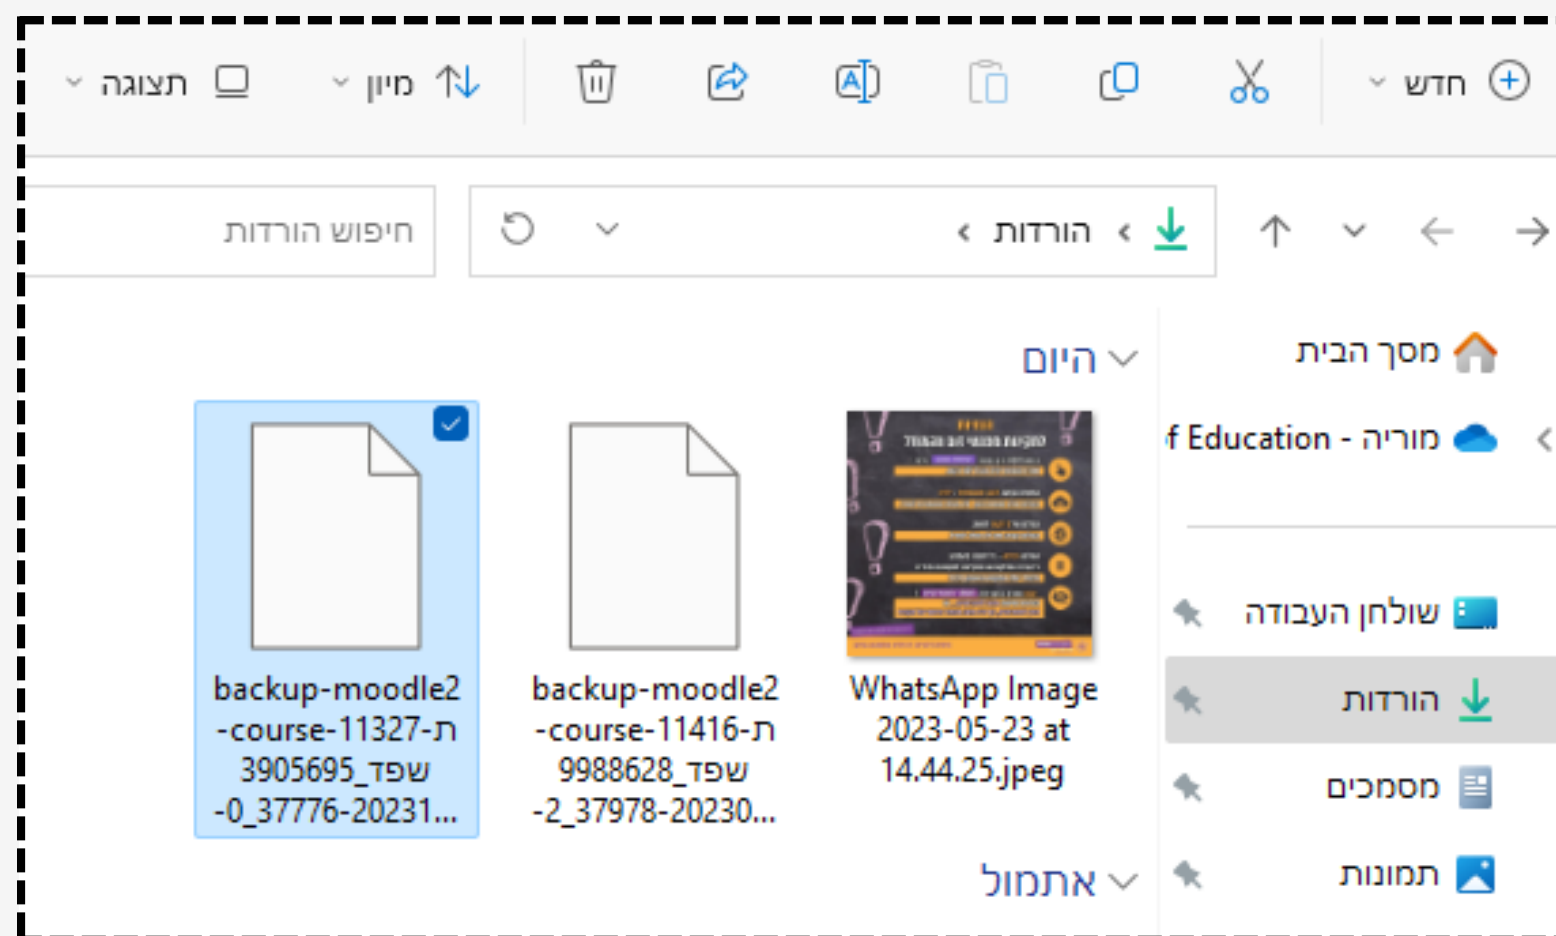 חדש
מיון
תצוגה
הורדות
חיפוש הורדות
מסך הבית
מוריה - f Education
שולחן העבודה
הורדות
מסמכים
תמונות
היום
WhatsApp Image
2023-05-23 at
14.44.25.jpeg
backup-moodle2
-course-11416-ת
שפד_9988628
-2_37978-20230...
backup-moodle2
-course-11327-ת
שפד_3905695
-0_37776-20231...
אתמול